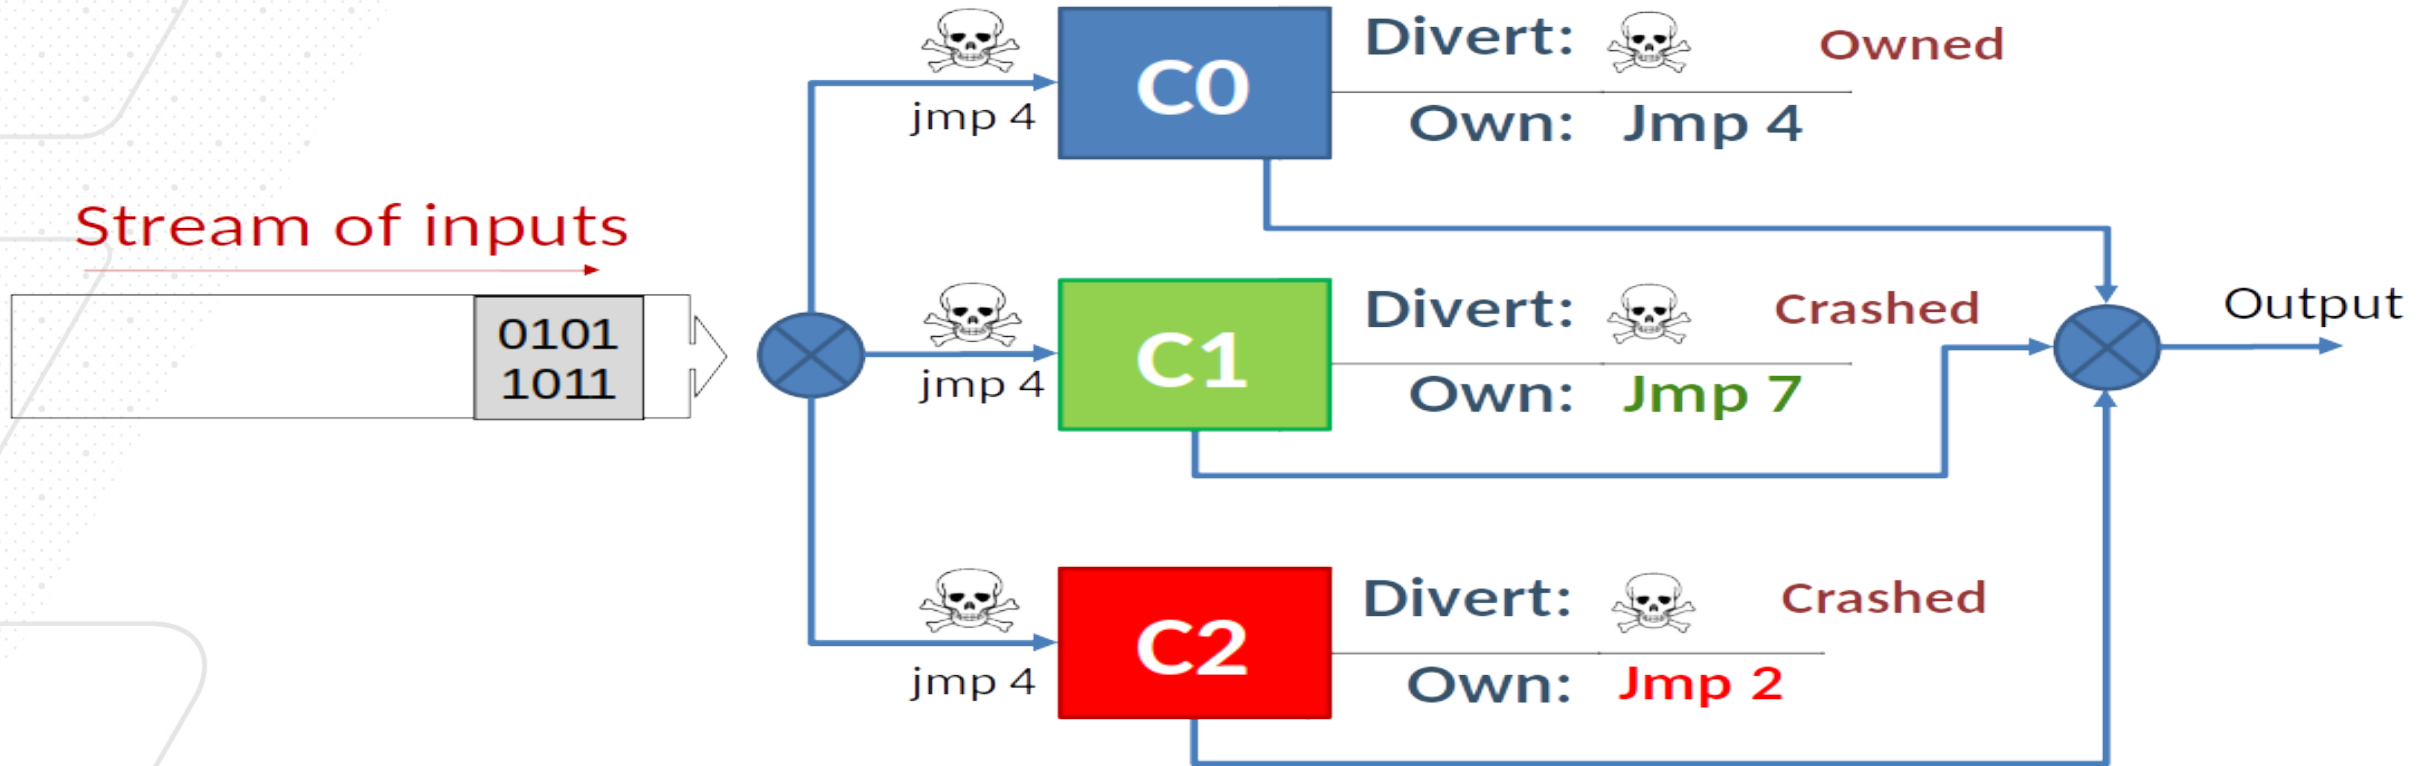 Stream of inputs
0101
1011
jmp 4
C0
Divert:
Owned
Own: Jmp 4
jmp 4
C1
Divert:
Crashed
Own: Jmp 7
jmp 4
C2
Divert:
Crashed
Own: Jmp 2
Output